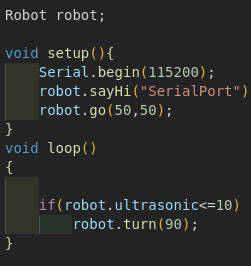 Robot robot;
void setup(){
Serial.begin(115200);
robot.sayHi("SerialPort")
robot.go(50,50);
}
void loop()
{
if(robot.ultrasonic<=10)
robot.turn(90);
}